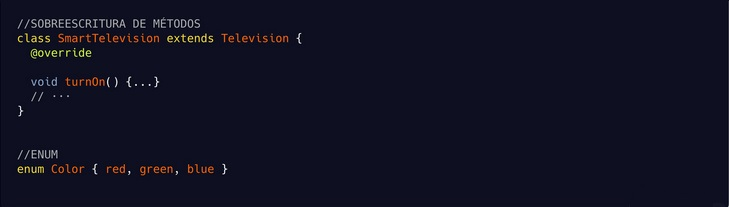 //SOBREESCRITURA DE MÉTODOS
class SmartTelevision extends Television {
@override
void turnOn() {...}
// ···
}
//ENUM
enum Color { red, green, blue }